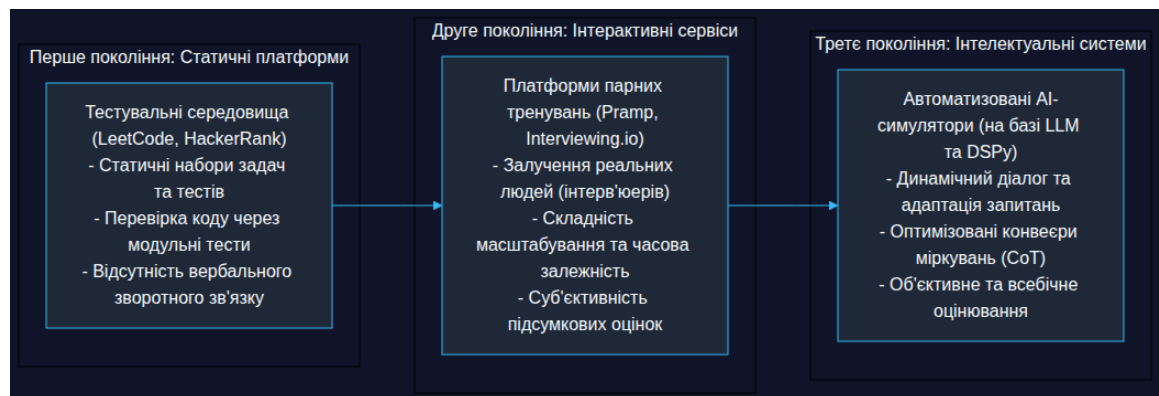 Перше покоління: Статичні платформи
Тестувальні середовища
(LeetCode, HackerRank)
- Статичні набори задач
та тестів
- Перевірка коду через
модульні тести
- Відсутність вербального
зворотного зв'язку
Друге покоління: Інтерактивні сервіси
Платформи парних
тренувань (Pramp,
Interviewing.io)
- Залучення реальних
людей (інтерв'юерів)
- Складність
масштабування та часова
залежність
- Суб'єктивність
підсумкових оцінок
Третє покоління: Інтелектуальні системи
Автоматизовані AI-
симулятори (на базі LLM
та DSPy)
- Динамічний діалог та
адаптація запитань
- Оптимізовані конвеєри
міркувань (CoT)
- Об'єктивне та всебічне
оцінювання